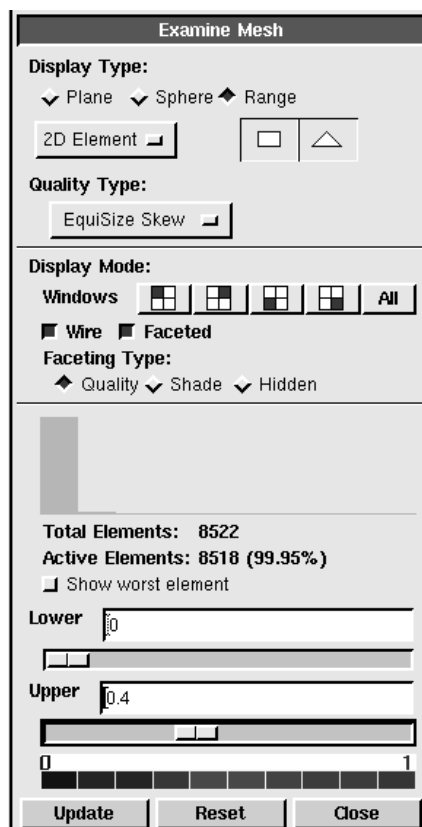 Examine Mesh
Display Type:
Plane Sphere Range
2D Element
Quality Type:
EquiSize Skew
Display Mode:
Windows All
Wire Faceted
Faceting Type:
Quality Shade Hidden
Total Elements: 8522
Active Elements: 8518 (99.95%)
Show worst element
Lower 0
Upper 0.4
0 1
Update Reset Close